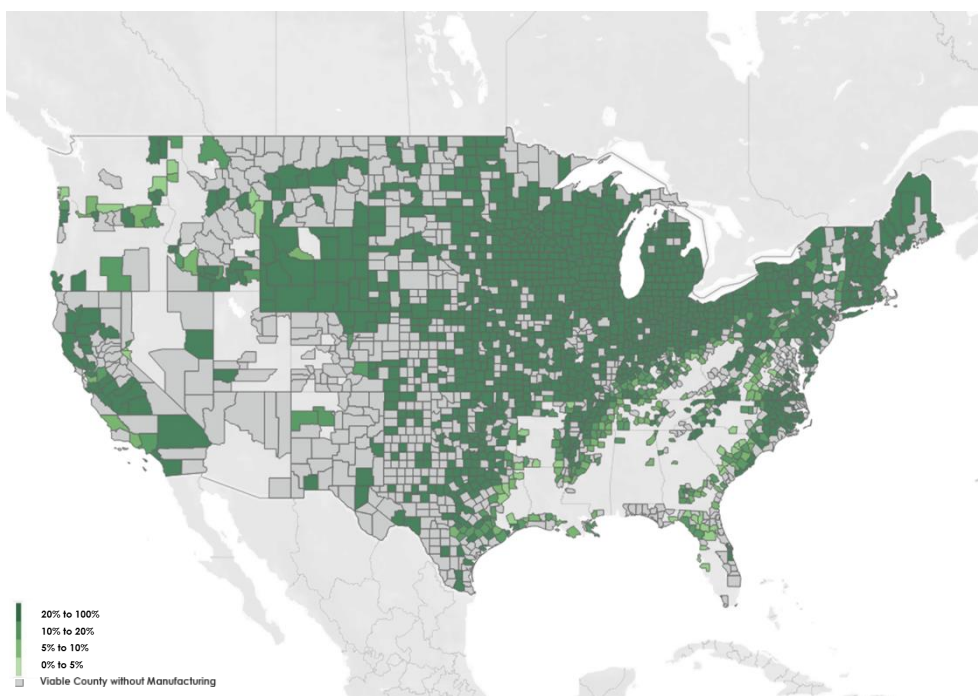 20% to 100%
10% to 20%
5% to 10%
0% to 5%
Viable County without Manufacturing